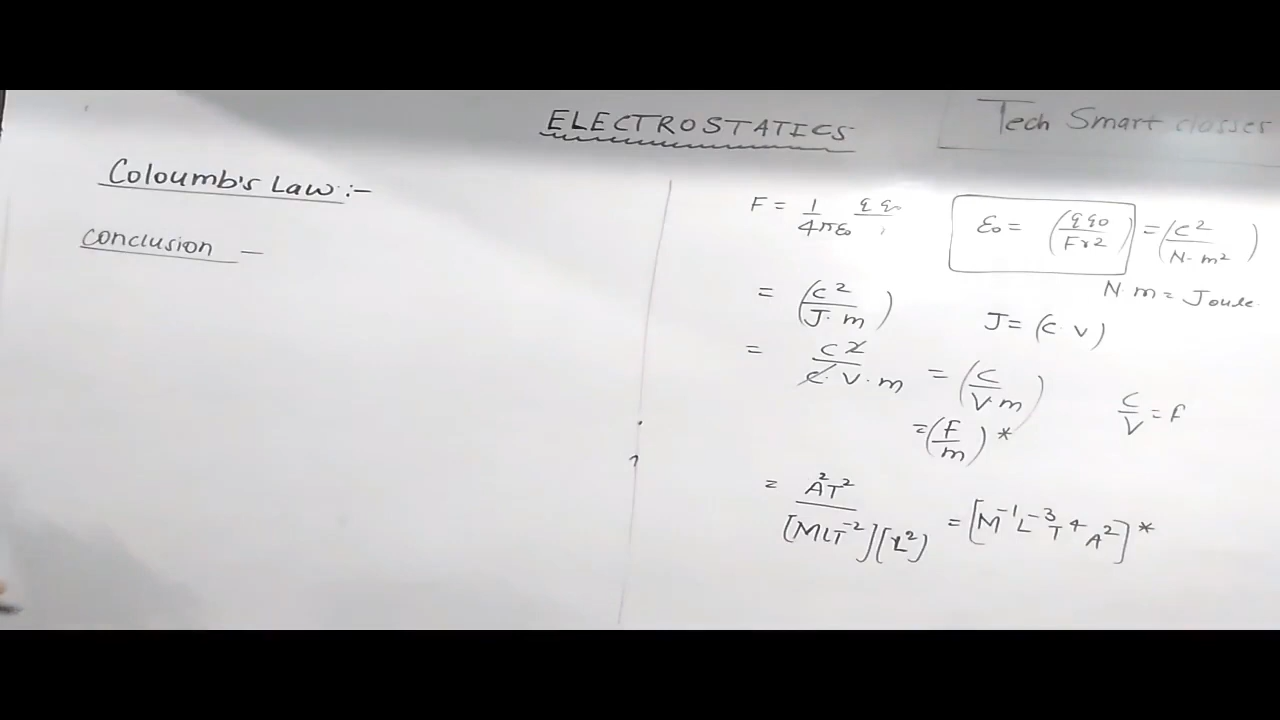 ELECTROSTATICS
Tech Smart classes
Coloumb's Law :-
Conclusion -
F = 1/4πε₀ q q₀
ε₀ = (q q₀/Fr²) = (C²/N·m²)
N·m = Joule
= (C²/J·m)
J = (C·V)
= C²/C·V·m = (C/V·m)
C/V = F
= (F/m) *
= A²T²/[MLT⁻²][L²] = [M⁻¹L⁻³T⁴A²] *